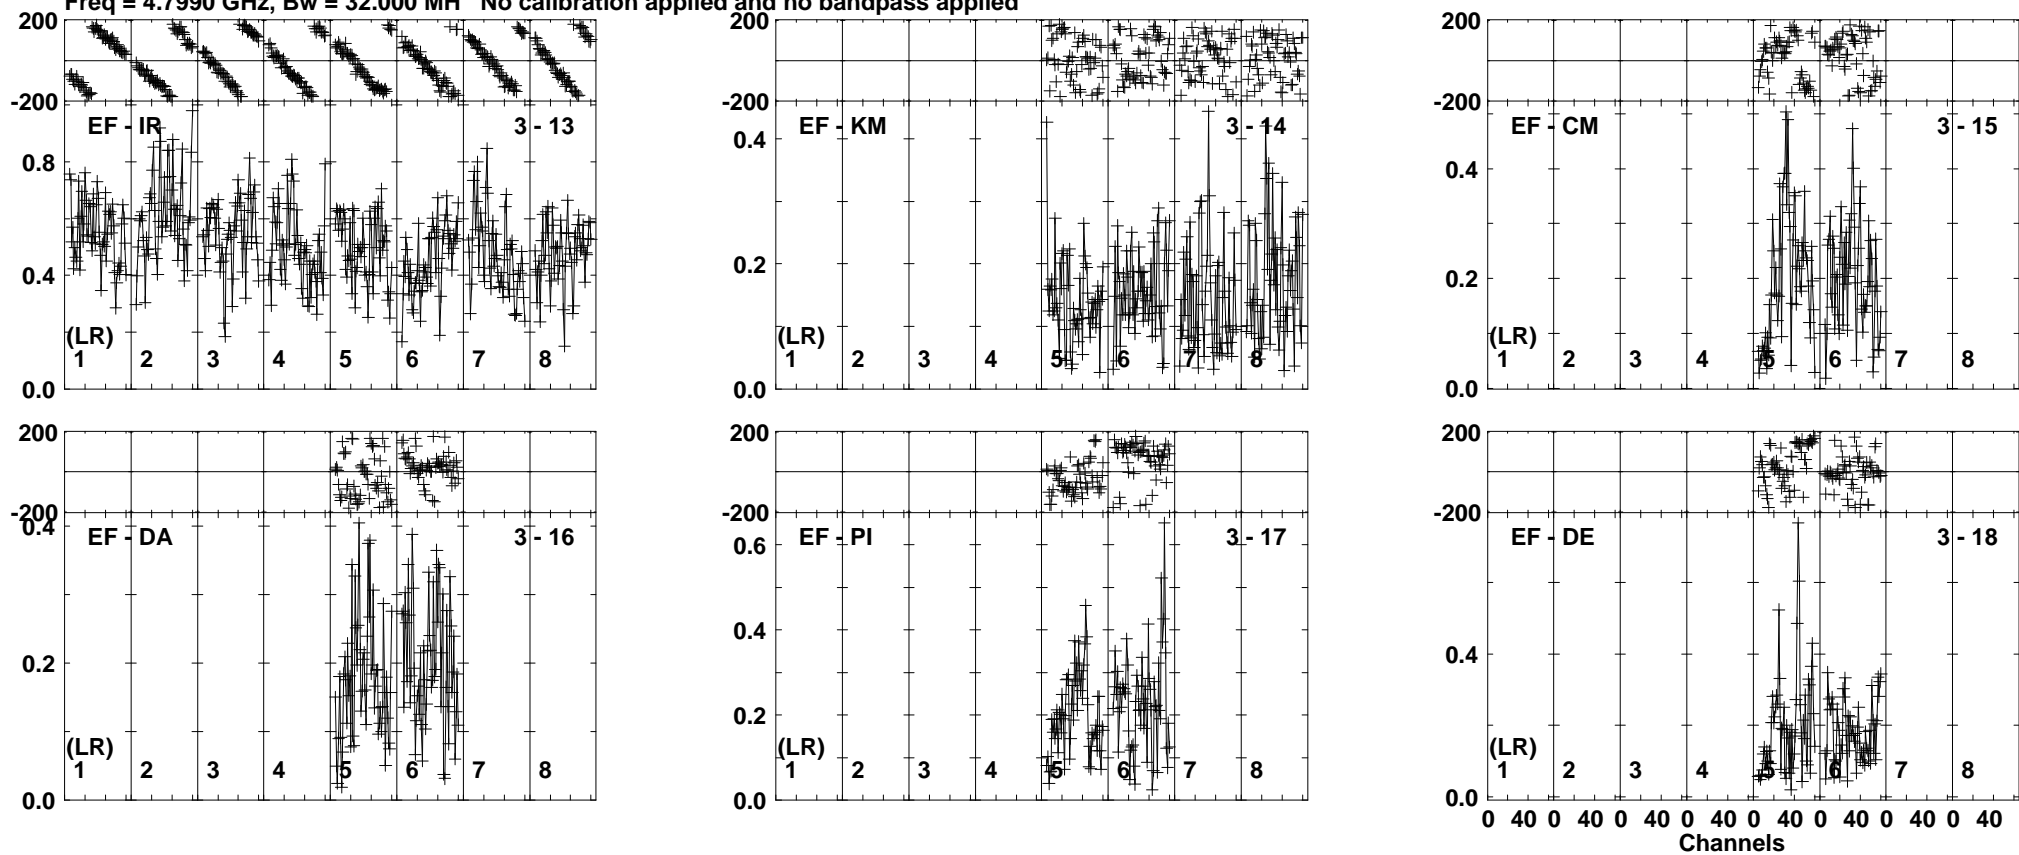 Freq = 4.7990 GHz, Bw = 32.000 MH No calibration applied and no bandpass applied
200
-200
EF - IR 3 - 13
0.8
0.4
(LR)
1 2 3 4 5 6 7 8
0.0
200
-200
EF - KM 3 - 14
0.4
0.2
(LR)
1 2 3 4 5 6 7 8
0.0
200
-200
EF - CM 3 - 15
0.4
0.2
(LR)
1 2 3 4 5 6 7 8
0.0
200
-200
0.4
EF - DA 3 - 16
0.2
(LR)
1 2 3 4 5 6 7 8
0.0
200
-200
EF - PI 3 - 17
0.6
0.4
0.2
(LR)
1 2 3 4 5 6 7 8
0.0
200
-200
EF - DE 3 - 18
0.4
(LR)
1 2 3 4 5 6 7 8
0.0
0 40 0 40 0 40 0 40 0 40 0 40 0 40 0 40
Channels